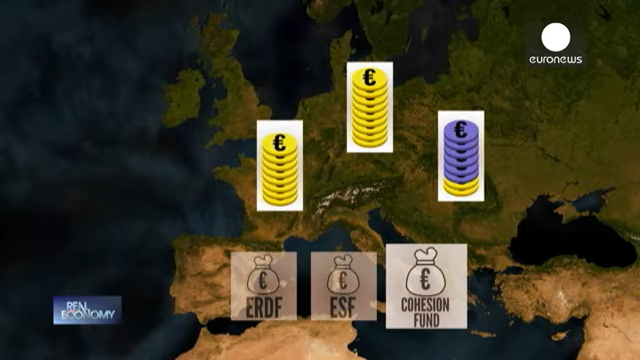 euronews
€
€
€
€
ERDF
€
ESF
€
COHESION
FUND
REAL
ECONOMY